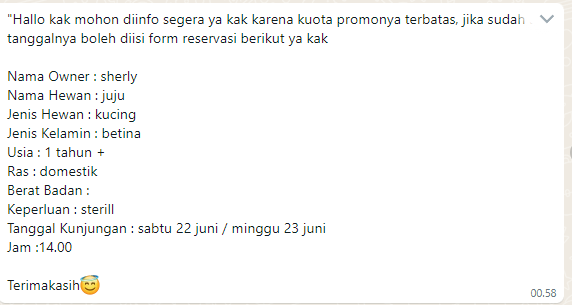 "Hallo kak mohon diinfo segera ya kak karena kuota promonya terbatas, jika sudah
tanggalnya boleh diisi form reservasi berikut ya kak
Nama Owner : sherly
Nama Hewan : juju
Jenis Hewan : kucing
Jenis Kelamin : betina
Usia : 1 tahun +
Ras : domestik
Berat Badan :
Keperluan : sterill
Tanggal Kunjungan : sabtu 22 juni / minggu 23 juni
Jam :14.00
Terimakasih😇
00.58